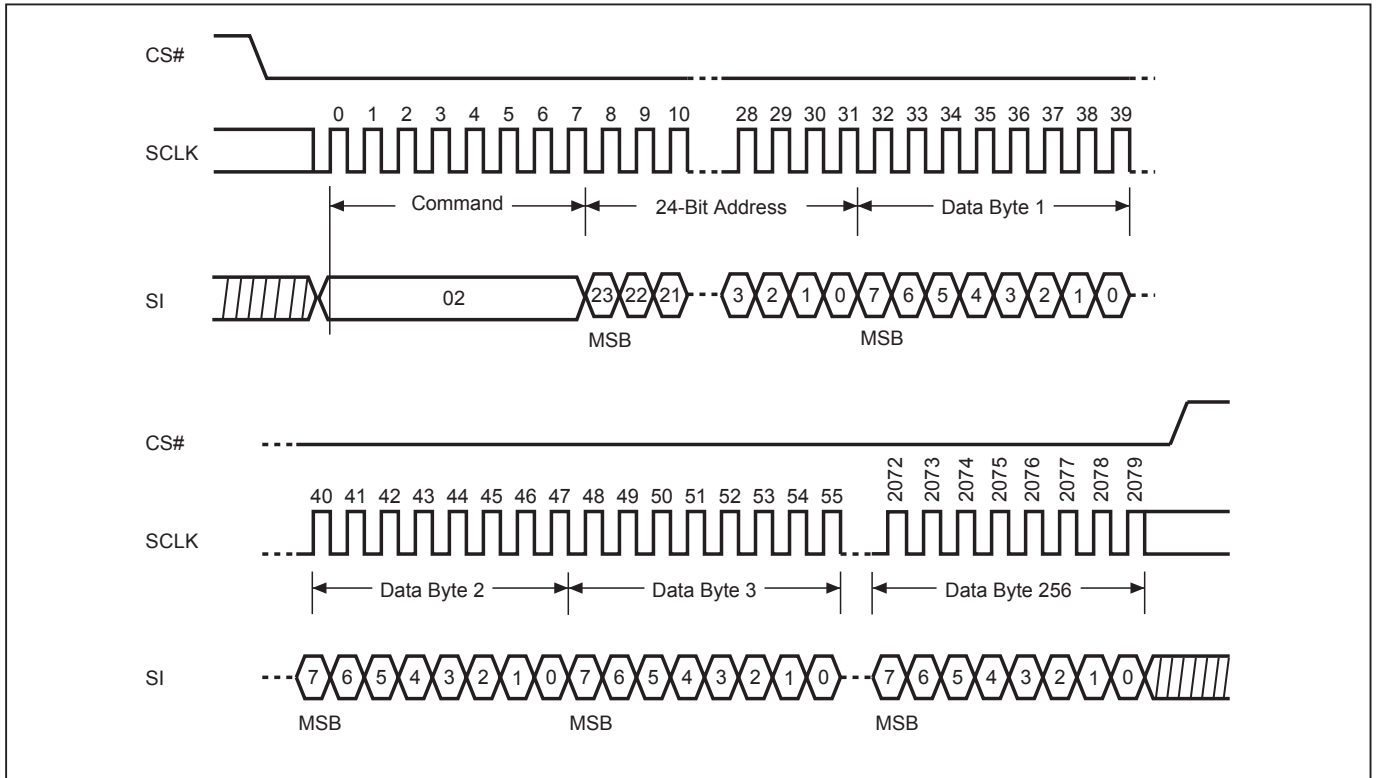 CS#
0 1 2 3 4 5 6 7 8 9 10 28 29 30 31 32 33 34 35 36 37 38 39
SCLK
Command 24-Bit Address Data Byte 1
SI 02 23 22 21 3 2 1 0 7 6 5 4 3 2 1 0
MSB MSB
CS#
2072 2073 2074 2075 2076 2077 2078 2079
40 41 42 43 44 45 46 47 48 49 50 51 52 53 54 55
SCLK
Data Byte 2 Data Byte 3 Data Byte 256
SI 7 6 5 4 3 2 1 0 7 6 5 4 3 2 1 0 7 6 5 4 3 2 1 0
MSB MSB MSB